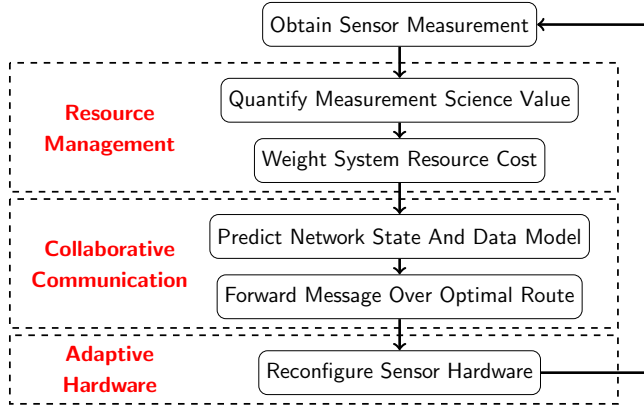 Obtain Sensor Measurement
Resource
Management
Quantify Measurement Science Value
Weight System Resource Cost
Collaborative
Communication
Predict Network State And Data Model
Forward Message Over Optimal Route
Adaptive
Hardware
Reconfigure Sensor Hardware